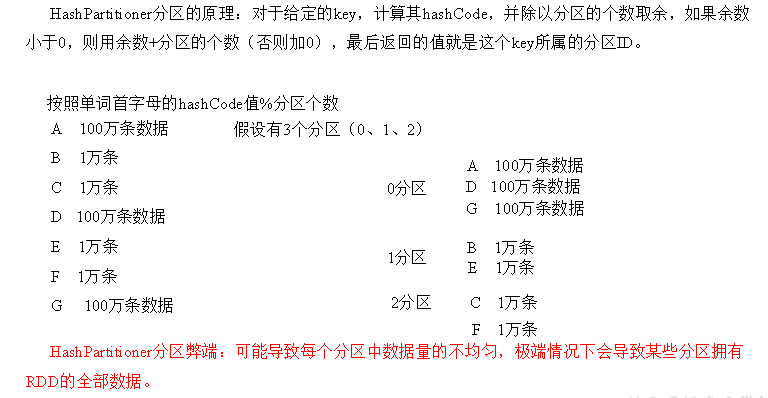 HashPartitioner分区的原理：对于给定的key，计算其hashCode，并除以分区的个数取余，如果余数
小于0，则用余数+分区的个数（否则加0），最后返回的值就是这个key所属的分区ID。
按照单词首字母的hashCode值%分区个数
A 100万条数据 假设有3个分区（0、1、2）
B 1万条
C 1万条
D 100万条数据
E 1万条
F 1万条
G 100万条数据
A 100万条数据
0分区 D 100万条数据
G 100万条数据
B 1万条
1分区
E 1万条
2分区 C 1万条
F 1万条
HashPartitioner分区弊端：可能导致每个分区中数据量的不均匀，极端情况下会导致某些分区拥有
RDD的全部数据。